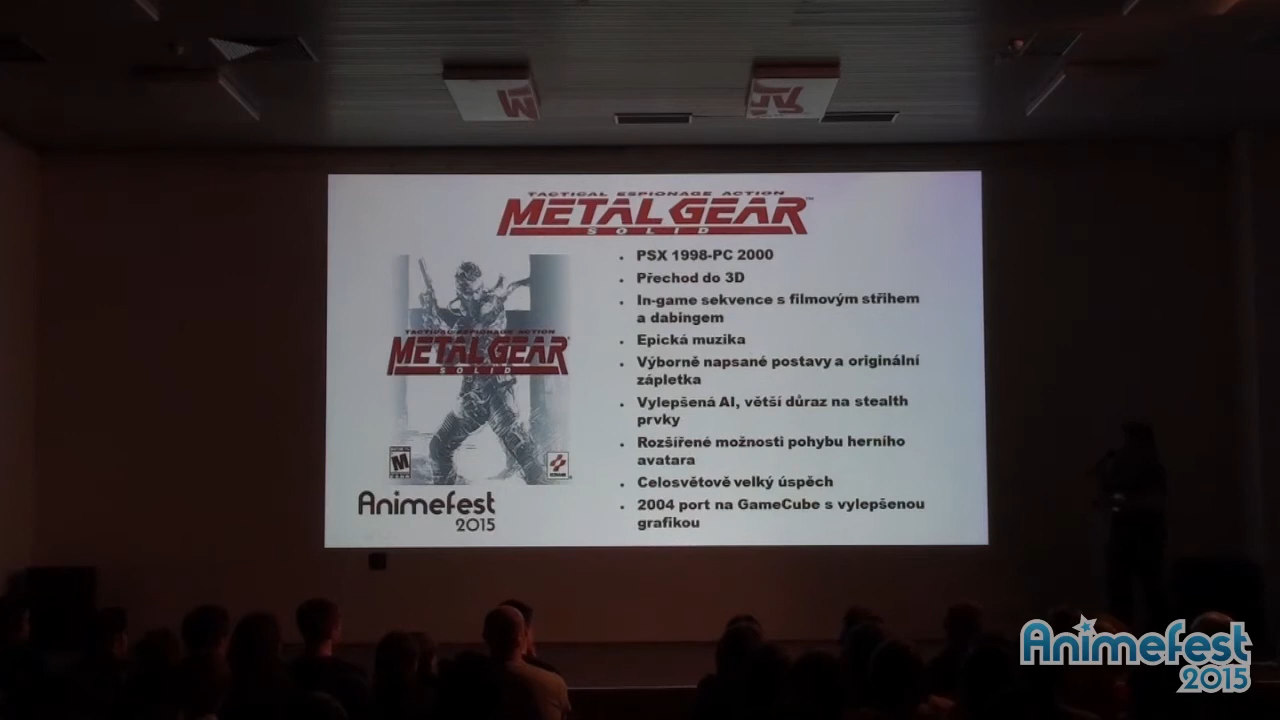 TACTICAL ESPIONAGE ACTION
METAL GEAR™
SOLID
PSX 1998-PC 2000
Přechod do 3D
In-game sekvence s filmovým střihem
a dabingem
Epická muzika
Výborně napsané postavy a originální
zápletka
Vylepšená AI, větší důraz na stealth
prvky
Rozšířené možnosti pohybu herního
avatara
Celosvětově velký úspěch
2004 port na GameCube s vylepšenou
grafikou
TACTICAL ESPIONAGE ACTION
METAL GEAR
SOLID
M
Animefest
2015
Animefest
2015